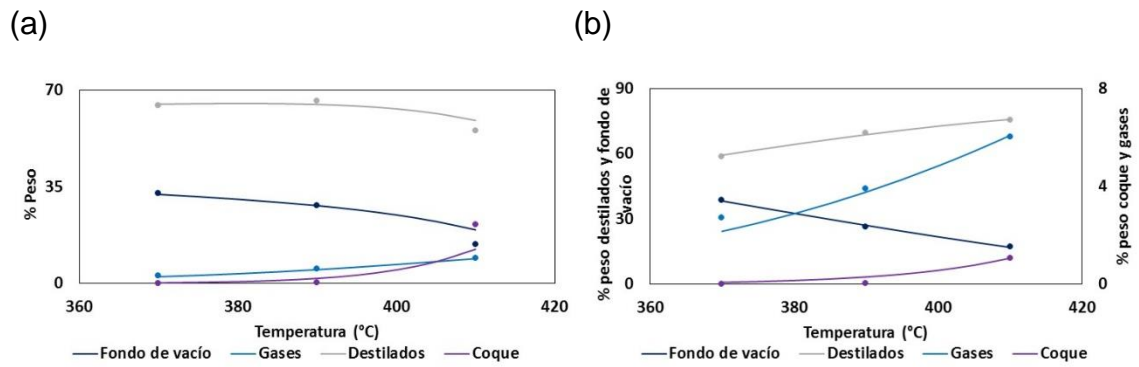 (a)
(b)
% Peso
70
35
0
360
380
400
420
Temperatura (°C)
Fondo de vacío
Gases
Destilados
Coque
% peso destilados y fondo de
vacío
90
60
30
0
360
380
400
420
8
4
0
% peso coque y gases
Temperatura (°C)
Fondo de vacío
Destilados
Gases
Coque